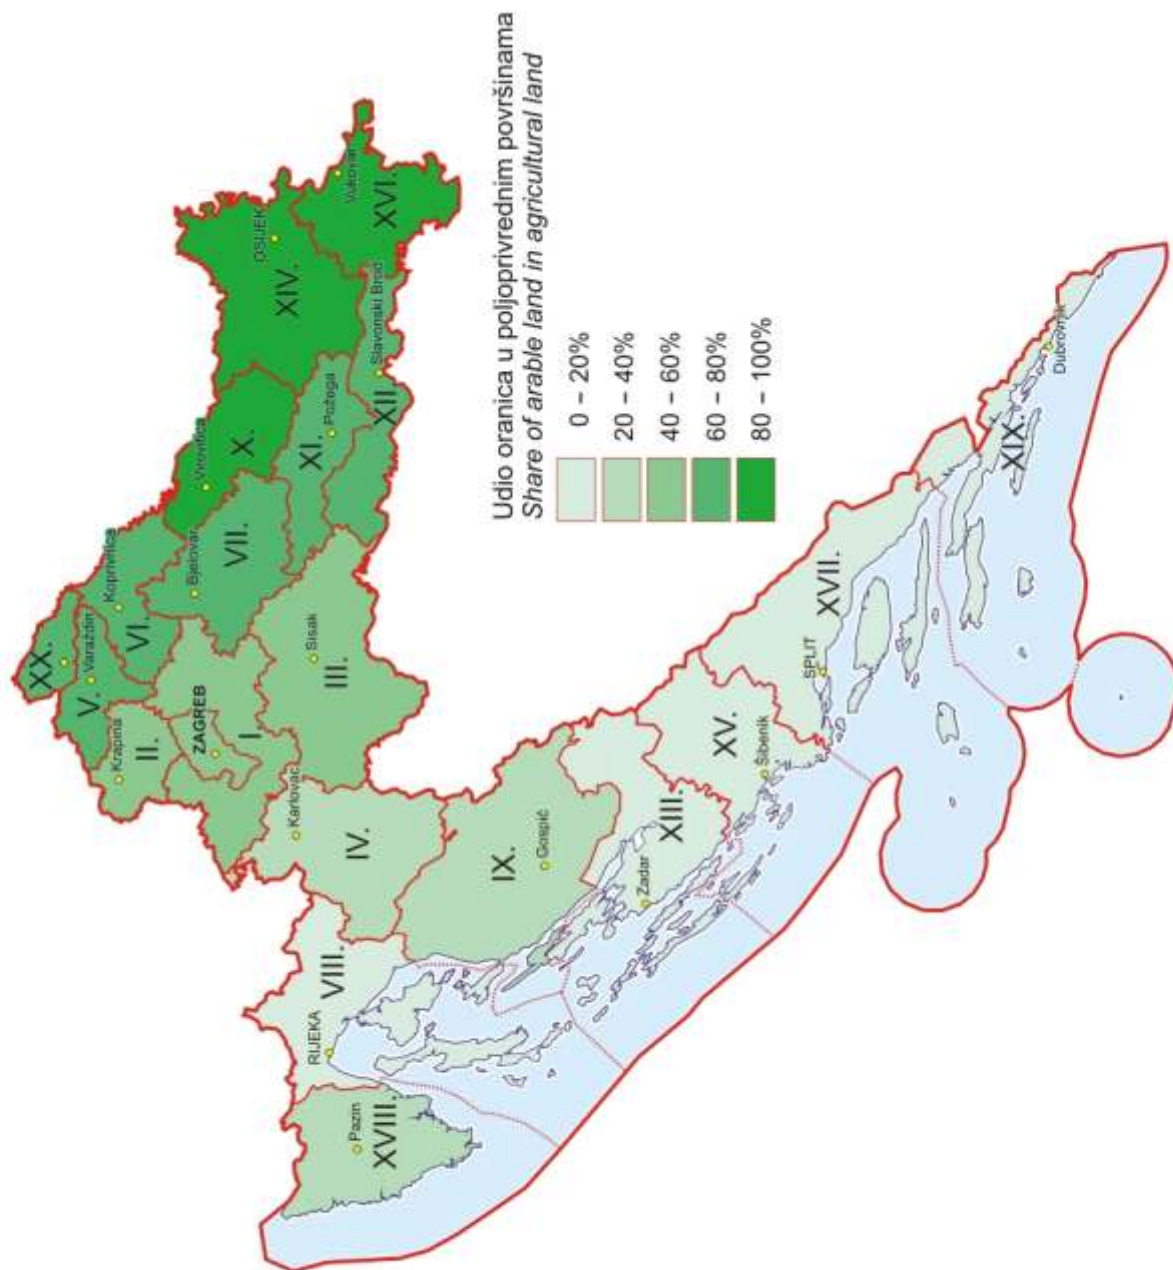 Udio oranica u poljoprivrednim površinama
Share of arable land in agricultural land
0 – 20%
20 – 40%
40 – 60%
60 – 80%
80 – 100%
XX.
Varaždin
V.
Koprivnica
VI.
Krapina
II.
Bjelovar
VII.
Virovitica
X.
ZAGREB
I.
OSIJEK
XIV.
Sisak
III.
Požega
XI.
Vukovar
XVI.
Slavonski Brod
XII.
Karlovac
IV.
RIJEKA
VIII.
Pazin
XVIII.
Gospić
IX.
Zadar
XIII.
Šibenik
XV.
SPLIT
XVII.
Dubrovnik
XIX.